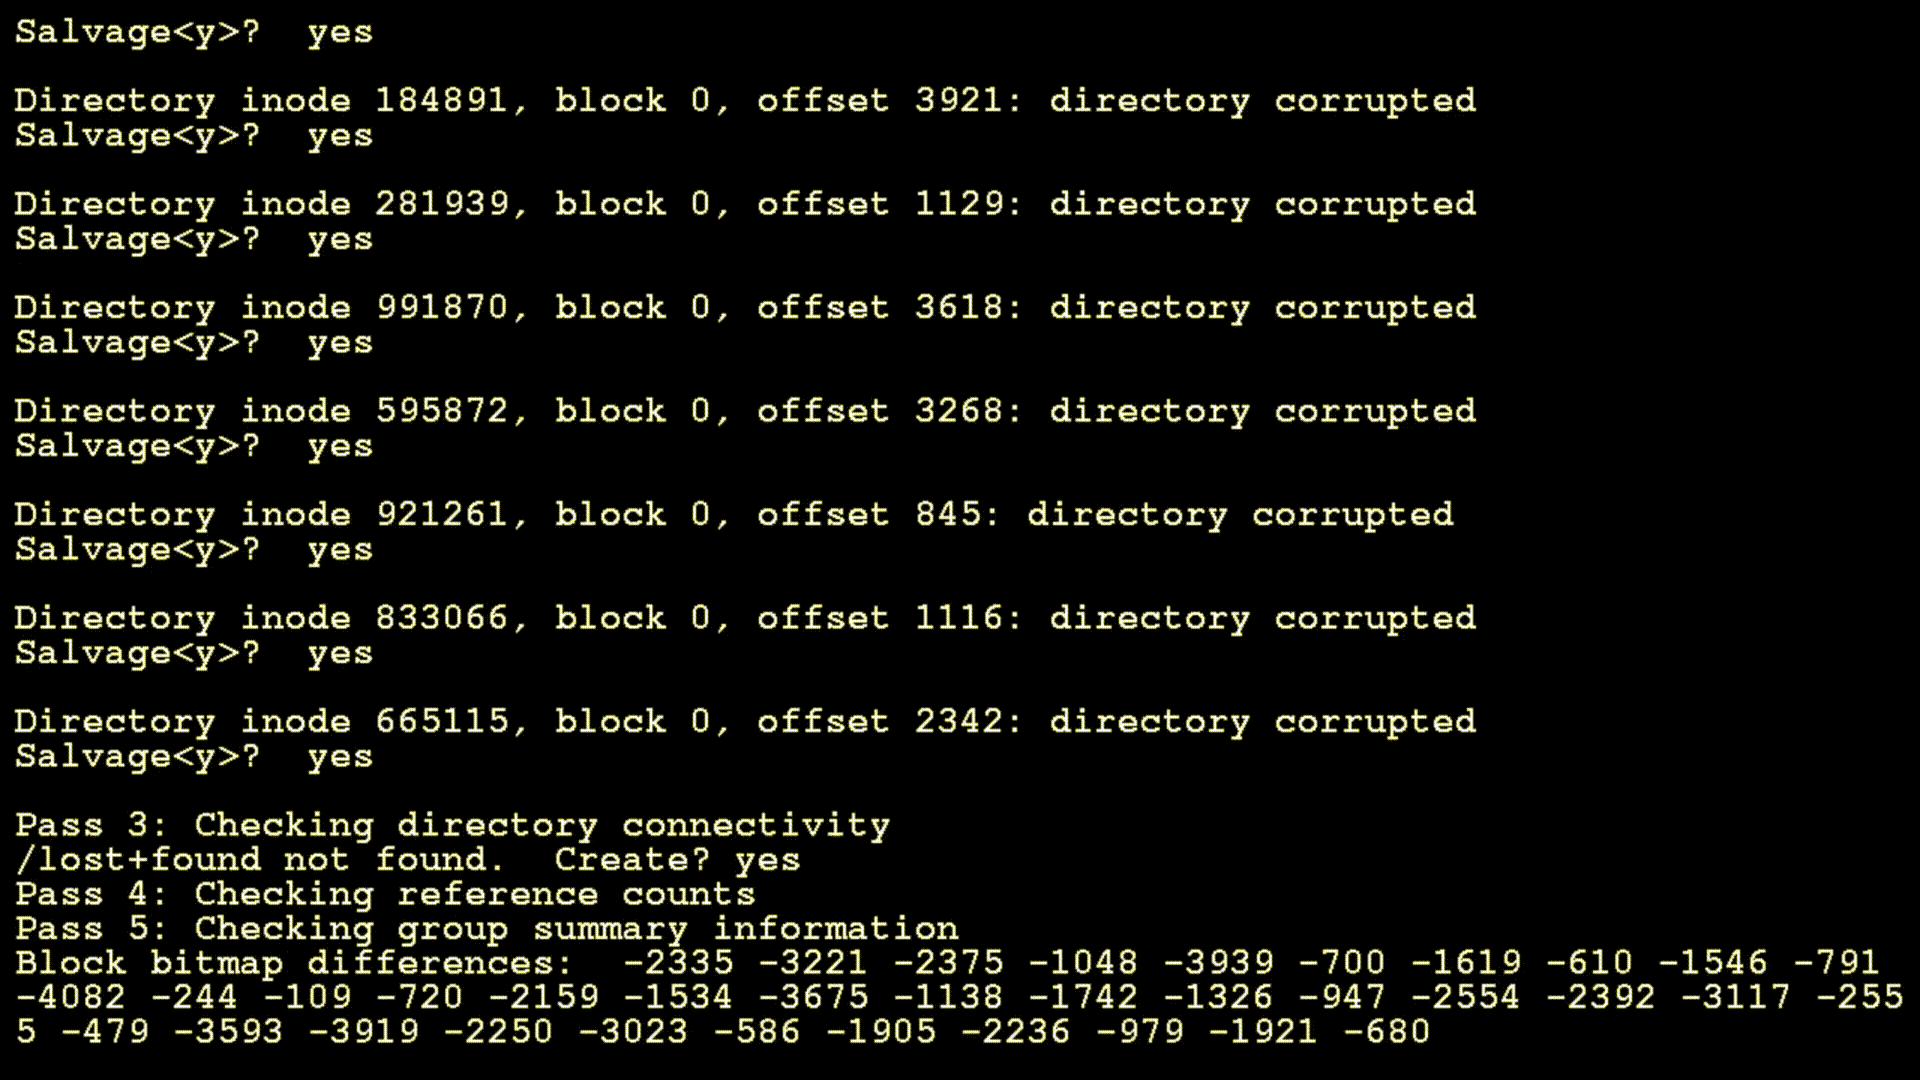 Salvage<y>?  yes
Directory inode 184891, block 0, offset 3921: directory corrupted
Salvage<y>?  yes
Directory inode 281939, block 0, offset 1129: directory corrupted
Salvage<y>?  yes
Directory inode 991870, block 0, offset 3618: directory corrupted
Salvage<y>?  yes
Directory inode 595872, block 0, offset 3268: directory corrupted
Salvage<y>?  yes
Directory inode 921261, block 0, offset 845: directory corrupted
Salvage<y>?  yes
Directory inode 833066, block 0, offset 1116: directory corrupted
Salvage<y>?  yes
Directory inode 665115, block 0, offset 2342: directory corrupted
Salvage<y>?  yes
Pass 3: Checking directory connectivity
/lost+found not found.  Create? yes
Pass 4: Checking reference counts
Pass 5: Checking group summary information
Block bitmap differences:  -2335 -3221 -2375 -1048 -3939 -700 -1619 -610 -1546 -791
-4082 -244 -109 -720 -2159 -1534 -3675 -1138 -1742 -1326 -947 -2554 -2392 -3117 -255
5 -479 -3593 -3919 -2250 -3023 -586 -1905 -2236 -979 -1921 -680